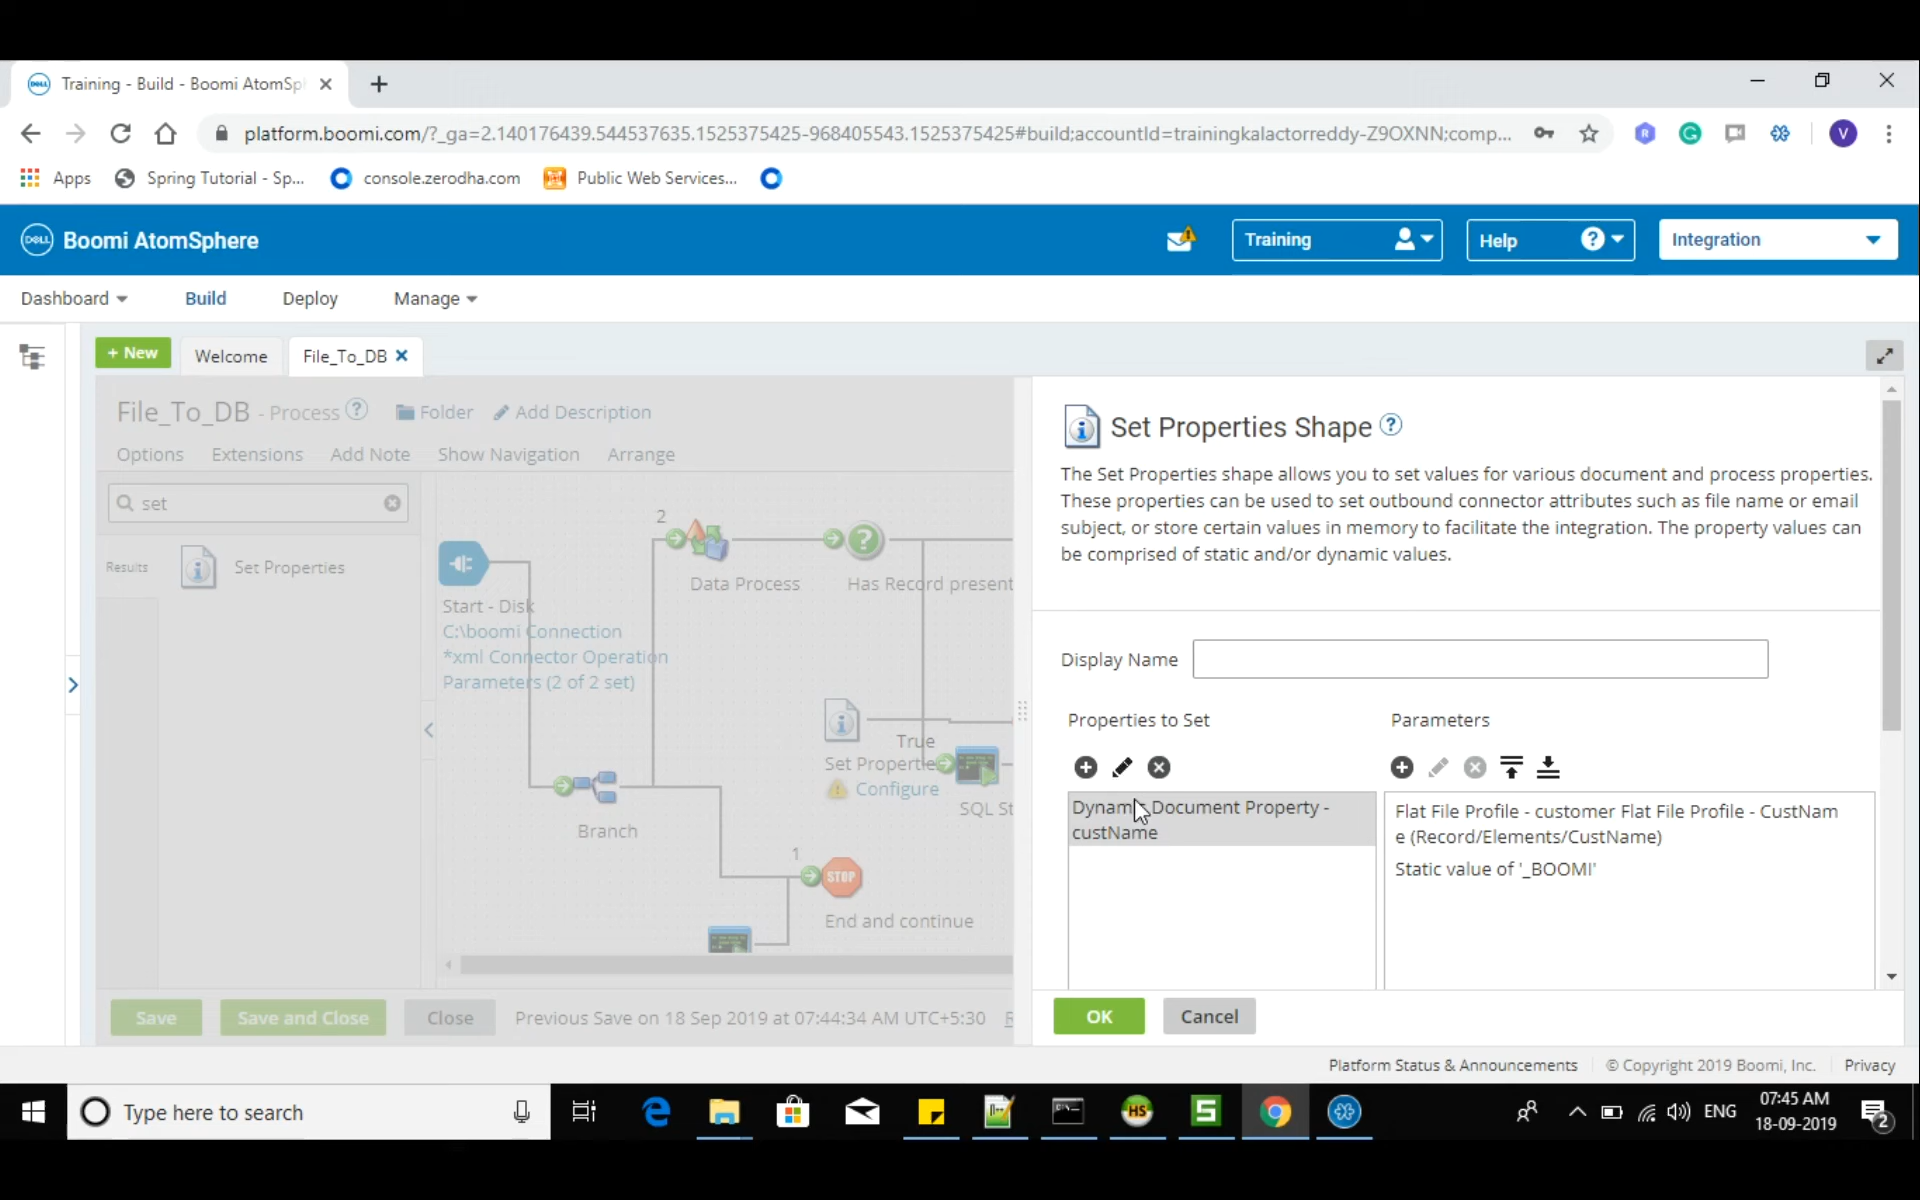 Training - Build - Boomi AtomSp
platform.boomi.com/?_ga=2.140176439.544537635.1525375425-968405543.1525375425#build;accountId=trainingkalactorreddy-Z9OXNN;comp...
V
Apps
Spring Tutorial - Sp...
console.zerodha.com
Public Web Services...
DELL
Boomi AtomSphere
Training
Help
Integration
Dashboard
Build
Deploy
Manage
+ New
Welcome
File_To_DB
File_To_DB - Process
Folder
Add Description
Options
Extensions
Add Note
Show Navigation
Arrange
set
Results
Set Properties
Start - Disk
C:\boomi Connection
*xml Connector Operation
Parameters (2 of 2 set)
2
Data Process
Has Record present
True
Set Propertie
Configure
SQL St
Branch
1
STOP
End and continue
Save
Save and Close
Close
Previous Save on 18 Sep 2019 at 07:44:34 AM UTC+5:30
R
Set Properties Shape
The Set Properties shape allows you to set values for various document and process properties.
These properties can be used to set outbound connector attributes such as file name or email
subject, or store certain values in memory to facilitate the integration. The property values can
be comprised of static and/or dynamic values.
Display Name
Properties to Set
Parameters
Dynamic Document Property -
custName
Flat File Profile - customer Flat File Profile - CustNam
e (Record/Elements/CustName)
Static value of '_BOOMI'
OK
Cancel
Platform Status & Announcements
© Copyright 2019 Boomi, Inc.
Privacy
Type here to search
HS
ENG
07:45 AM
18-09-2019
2